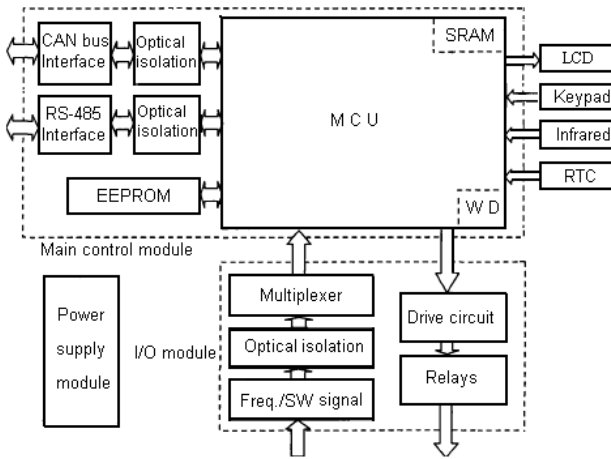 CAN bus
Interface
Optical
isolation
SRAM
LCD
Keypad
RS-485
Interface
Optical
isolation
M C U
Infrared
RTC
EEPROM
W D
Main control module
Power
supply
module
I/O module
Multiplexer
Optical isolation
Freq./SW signal
Drive circuit
Relays